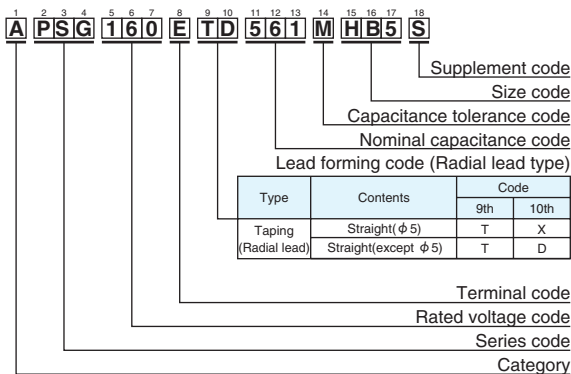 1 2 3 4 5 6 7 8 9 10 11 12 13 14 15 16 17 18
A PSG 160 E TD 561 M HB5 S
Supplement code
Size code
Capacitance tolerance code
Nominal capacitance code
Lead forming code (Radial lead type)
Type Contents Code
9th 10th
Taping (Radial lead) Straight(ϕ5) T X
Straight(except ϕ5) T D
Terminal code
Rated voltage code
Series code
Category